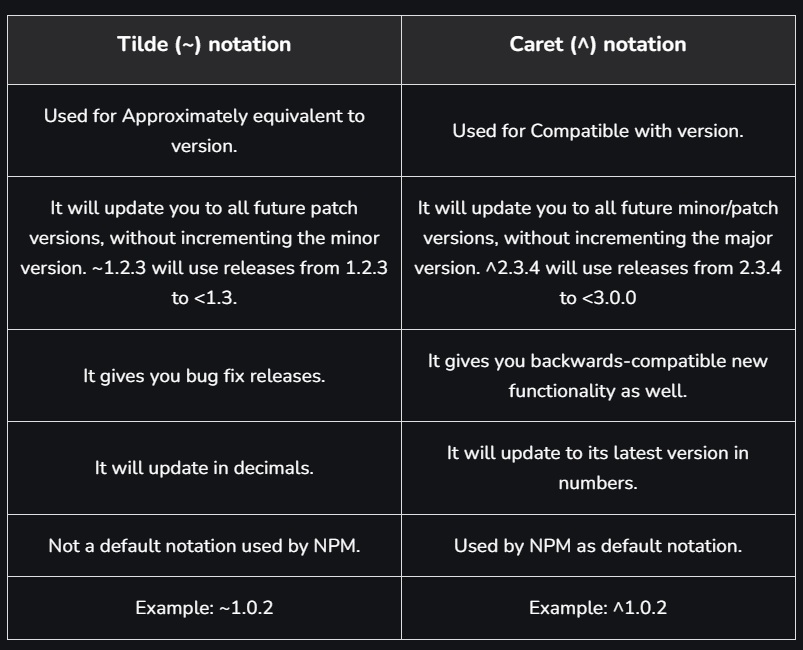 Tilde (~) notation
Caret (^) notation
Used for Approximately equivalent to
version.
Used for Compatible with version.
It will update you to all future patch
versions, without incrementing the minor
version. ~1.2.3 will use releases from 1.2.3
to <1.3.
It will update you to all future minor/patch
versions, without incrementing the major
version. ^2.3.4 will use releases from 2.3.4
to <3.0.0
It gives you bug fix releases.
It gives you backwards-compatible new
functionality as well.
It will update in decimals.
It will update to its latest version in
numbers.
Not a default notation used by NPM.
Used by NPM as default notation.
Example: ~1.0.2
Example: ^1.0.2